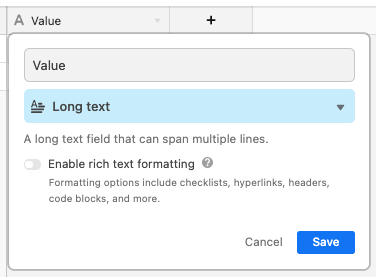 A Value +
Value
A Long text
A long text field that can span multiple lines.
Enable rich text formatting ?
Formatting options include checklists, hyperlinks, headers,
code blocks, and more.
Cancel Save